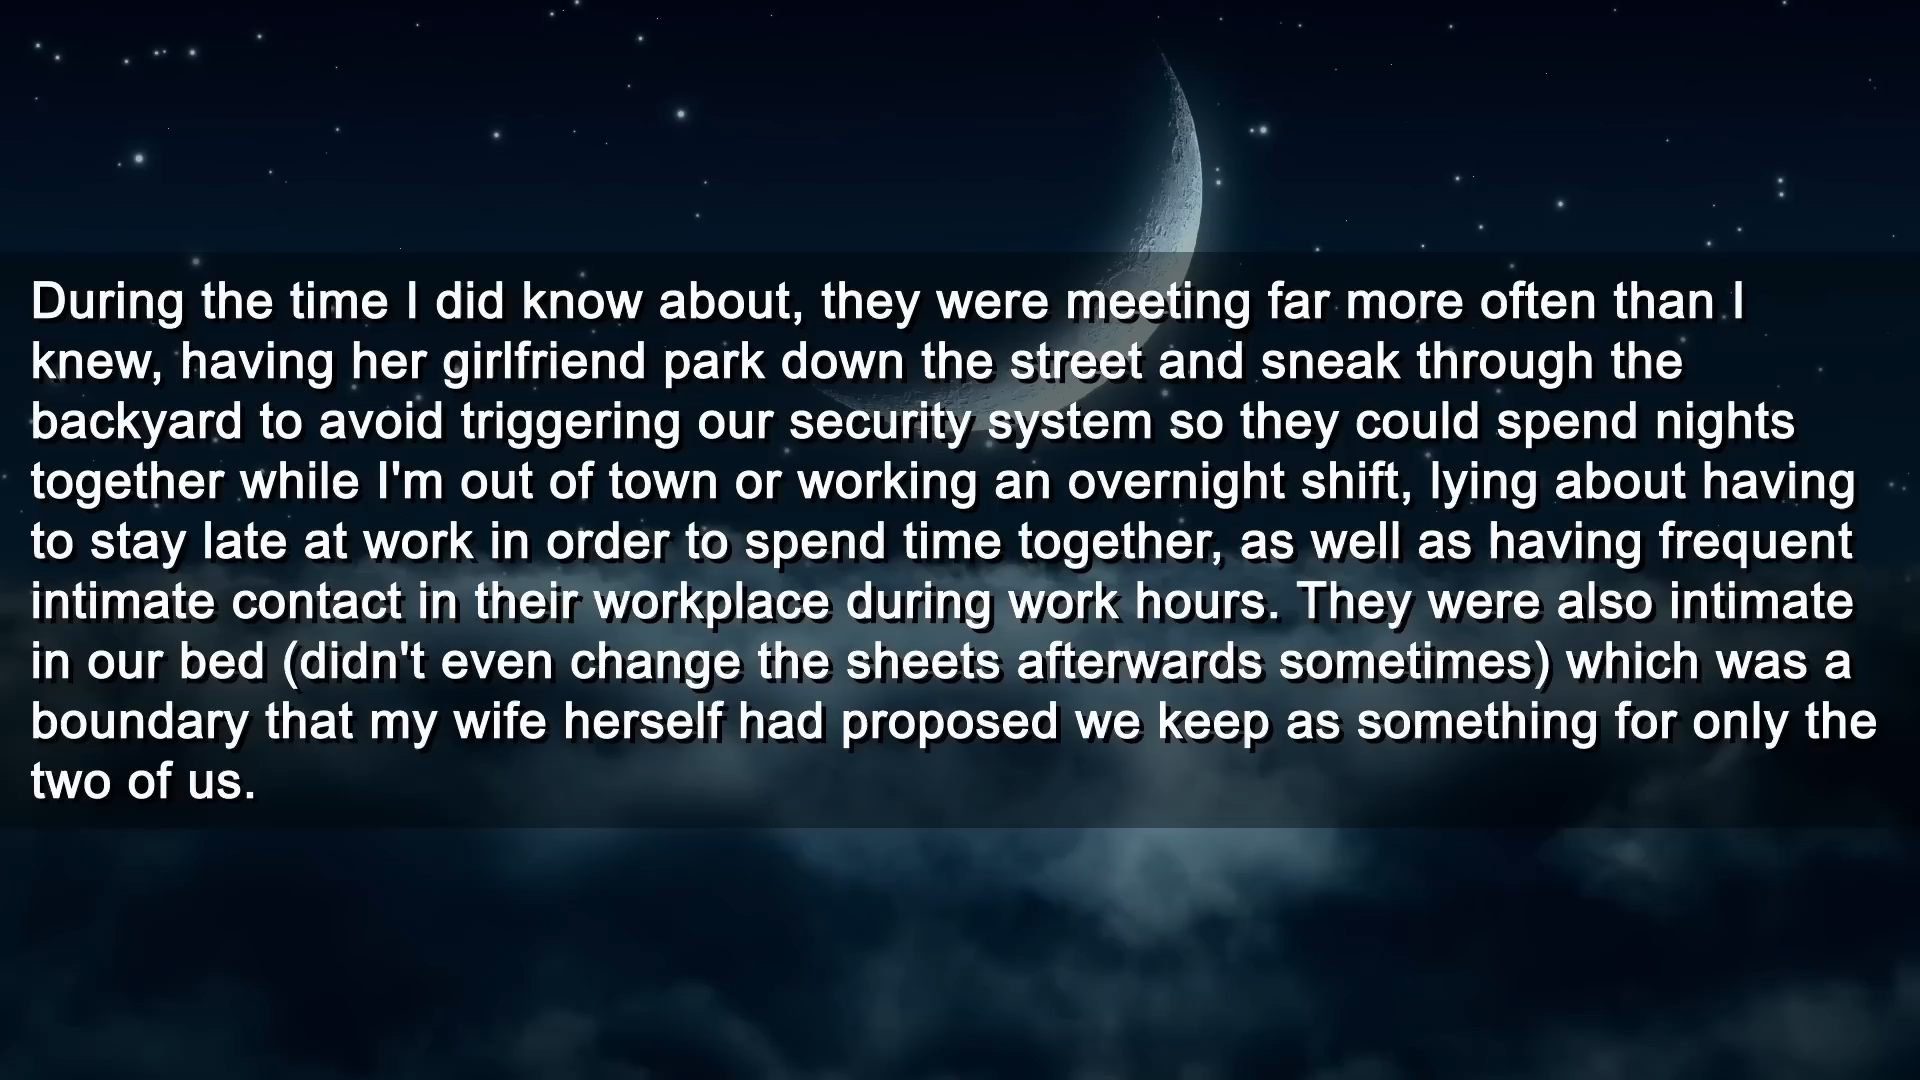 During the time I did know about, they were meeting far more often than I
knew, having her girlfriend park down the street and sneak through the
backyard to avoid triggering our security system so they could spend nights
together while I'm out of town or working an overnight shift, lying about having
to stay late at work in order to spend time together, as well as having frequent
intimate contact in their workplace during work hours. They were also intimate
in our bed (didn't even change the sheets afterwards sometimes) which was a
boundary that my wife herself had proposed we keep as something for only the
two of us.